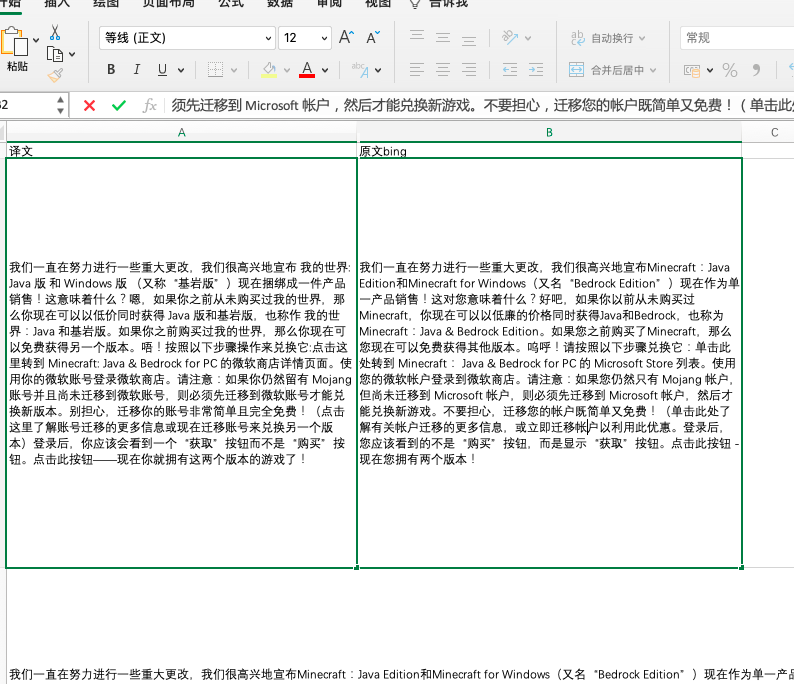 开始 插入 绘图 页面布局 公式 数据 审阅 视图 告诉我
粘贴
等线 (正文) 12 A A
B I U A abc A
ab 自动换行
合并后居中
常规
%
B2 fx 须先迁移到 Microsoft 帐户，然后才能兑换新游戏。不要担心，迁移您的帐户既简单又免费！（单击此处
A B C
译文
原文bing
我们一直在努力进行一些重大更改，我们很高兴地宣布 我的世界:
Java 版 和 Windows 版 （又称“基岩版”）现在捆绑成一件产品
销售！这意味着什么？嗯，如果你之前从未购买过我的世界，那
么你现在可以以低价同时获得 Java 版和基岩版，也称作 我的世
界：Java 和基岩版。如果你之前购买过我的世界，那么你现在可
以免费获得另一个版本。唔！按照以下步骤操作来兑换它:点击这
里转到 Minecraft: Java & Bedrock for PC 的微软商店详情页面。使
用你的微软账号登录微软商店。请注意：如果你仍然留有 Mojang
账号并且尚未迁移到微软账号，则必须先迁移到微软账号才能兑
换新版本。别担心，迁移你的账号非常简单且完全免费！（点击
这里了解账号迁移的更多信息或现在迁移账号来兑换另一个版
本）登录后，你应该会看到一个“获取”按钮而不是“购买”按
钮。点击此按钮——现在你就拥有这两个版本的游戏了！
我们一直在努力进行一些重大更改，我们很高兴地宣布Minecraft：Java
Edition和Minecraft for Windows（又名“Bedrock Edition”）现在作为单
一产品销售！这对您意味着什么？好吧，如果你以前从未购买过
Minecraft，你现在可以以低廉的价格同时获得Java和Bedrock，也称为
Minecraft：Java & Bedrock Edition。如果您之前购买了Minecraft，那么
您现在可以免费获得其他版本。呜呼！请按照以下步骤兑换它：单击此
处转到 Minecraft： Java & Bedrock for PC 的 Microsoft Store 列表。使用
您的微软帐户登录到微软商店。请注意：如果您仍然只有 Mojang 帐户，
但尚未迁移到 Microsoft 帐户，则必须先迁移到 Microsoft 帐户，然后才
能兑换新游戏。不要担心，迁移您的帐户既简单又免费！（单击此处了
解有关帐户迁移的更多信息，或立即迁移帐户以利用此优惠。登录后，
您应该看到的不是“购买”按钮，而是显示“获取”按钮。点击此按钮 -
现在您拥有两个版本！
我们一直在努力进行一些重大更改，我们很高兴地宣布Minecraft：Java Edition和Minecraft for Windows（又名“Bedrock Edition”）现在作为单一产品